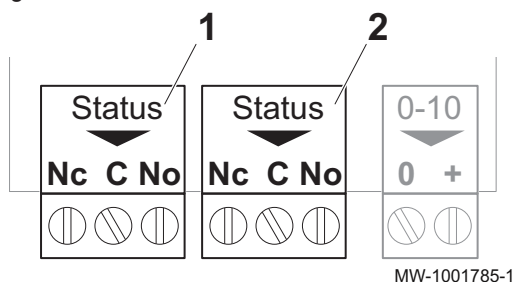 1 2
Status Status 0-10
Nc C No Nc C No 0 +
MW-1001785-1